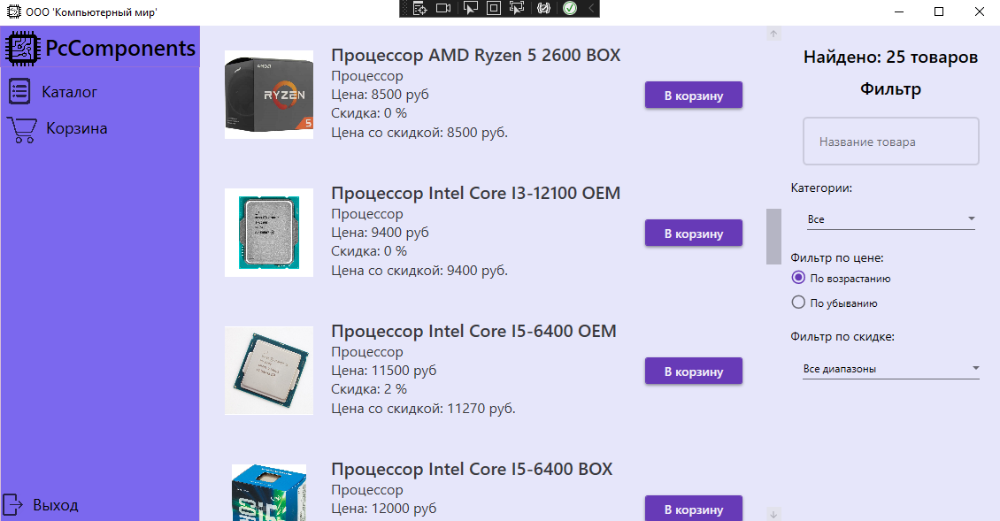 ООО 'Компьютерный мир'
PcComponents
Каталог
Корзина
Выход
Процессор AMD Ryzen 5 2600 BOX
Процессор
Цена: 8500 руб
Скидка: 0 %
Цена со скидкой: 8500 руб.
В корзину
AMD
RYZEN
5
Процессор Intel Core I3-12100 OEM
Процессор
Цена: 9400 руб
Скидка: 0 %
Цена со скидкой: 9400 руб.
В корзину
Процессор Intel Core I5-6400 OEM
Процессор
Цена: 11500 руб
Скидка: 2 %
Цена со скидкой: 11270 руб.
В корзину
Процессор Intel Core I5-6400 BOX
Процессор
Цена: 12000 руб
В корзину
Найдено: 25 товаров
Фильтр
Название товара
Категории:
Все
Фильтр по цене:
По возрастанию
По убыванию
Фильтр по скидке:
Все диапазоны